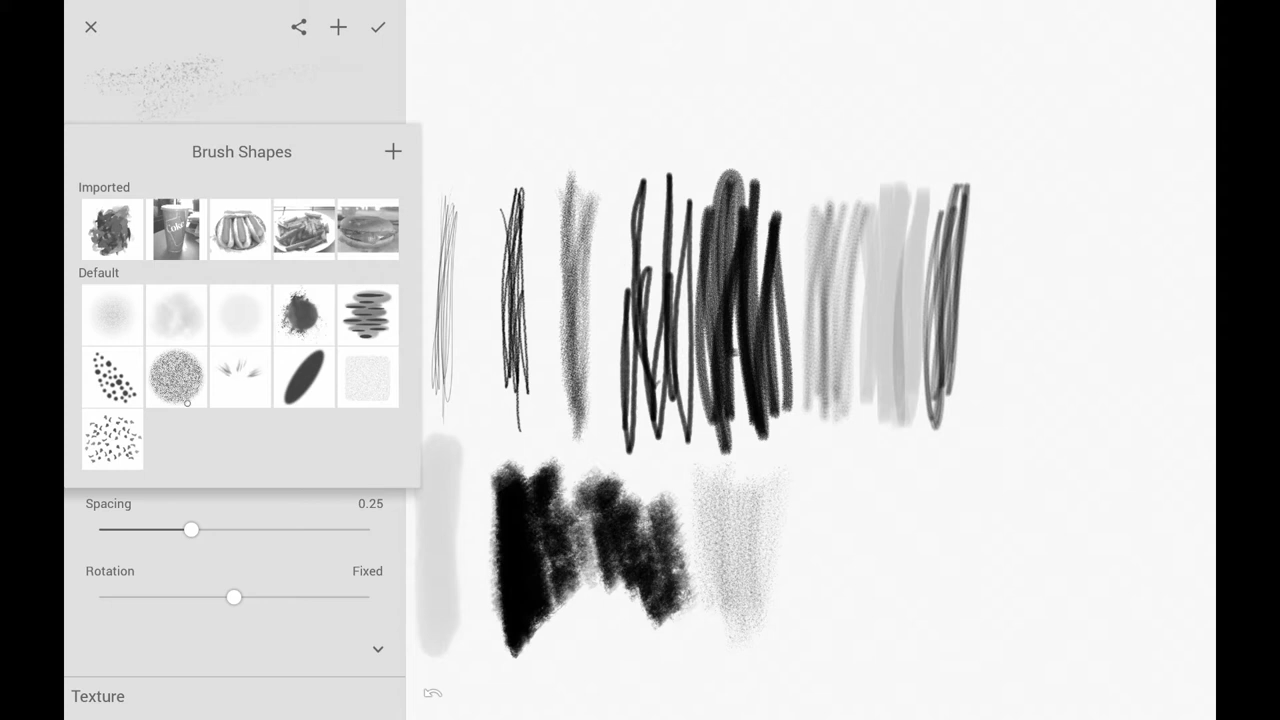 Brush Shapes
Imported
Default
Spacing 0.25
Rotation Fixed
Texture